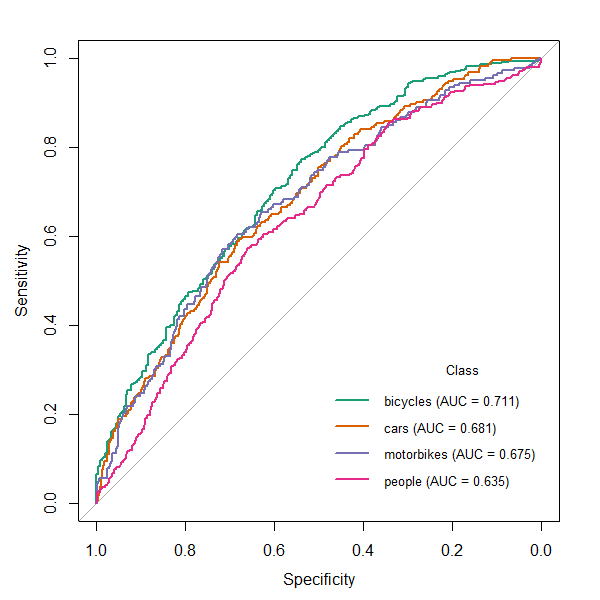 1.0
0.8
0.6
0.4
0.2
0.0
Sensitivity
Class
bicycles (AUC = 0.711)
cars (AUC = 0.681)
motorbikes (AUC = 0.675)
people (AUC = 0.635)
1.0 0.8 0.6 0.4 0.2 0.0
Specificity